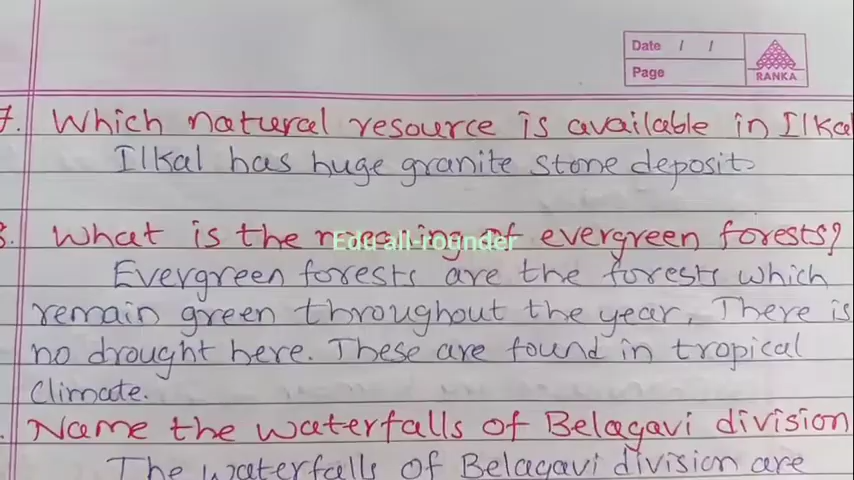 Date / /
Page
RANKA
7. Which natural resource is available in Ilka
Ilkal has huge granite stone deposit
8. What is the meaning of evergreen forests?
Edu all-rounder
Evergreen forests are the forests which
remain green throughout the year. There is
no drought here. These are found in tropical
Climate.
. Name the waterfalls of Belagavi division
The waterfalls of Belagavi division are